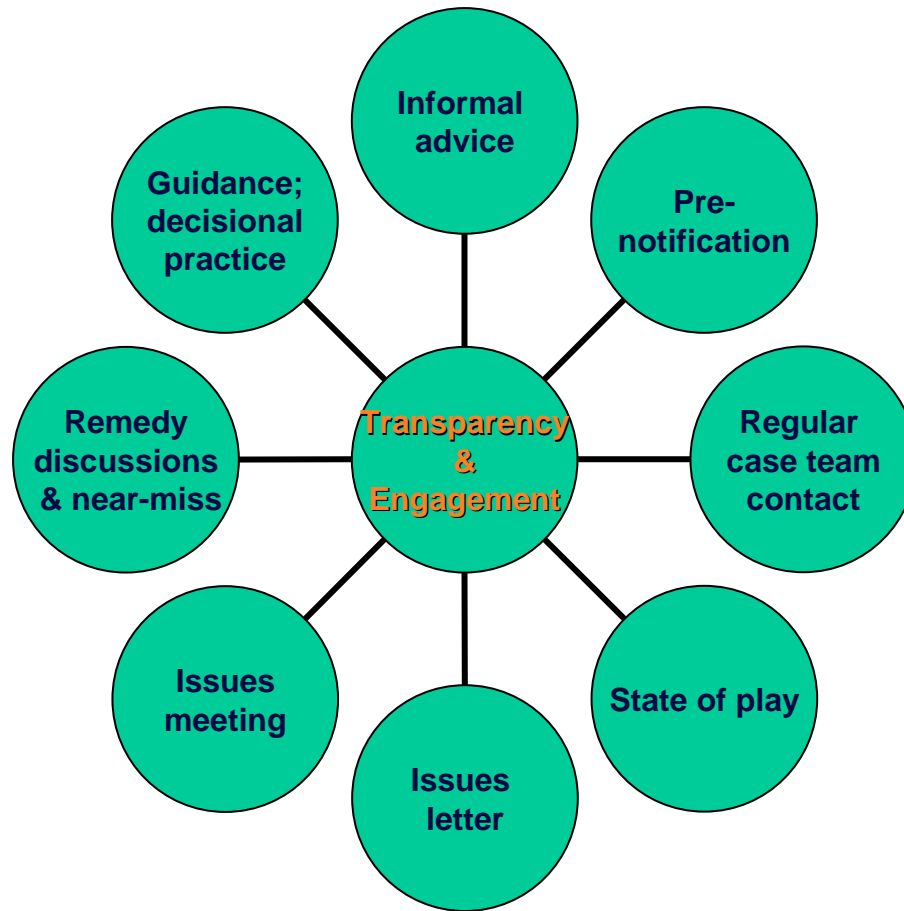 Informal
advice
Guidance;
decisional
practice
Pre-
notification
Remedy
discussions
& near-miss
Transparency
&
Engagement
Regular
case team
contact
Issues
meeting
State of play
Issues
letter